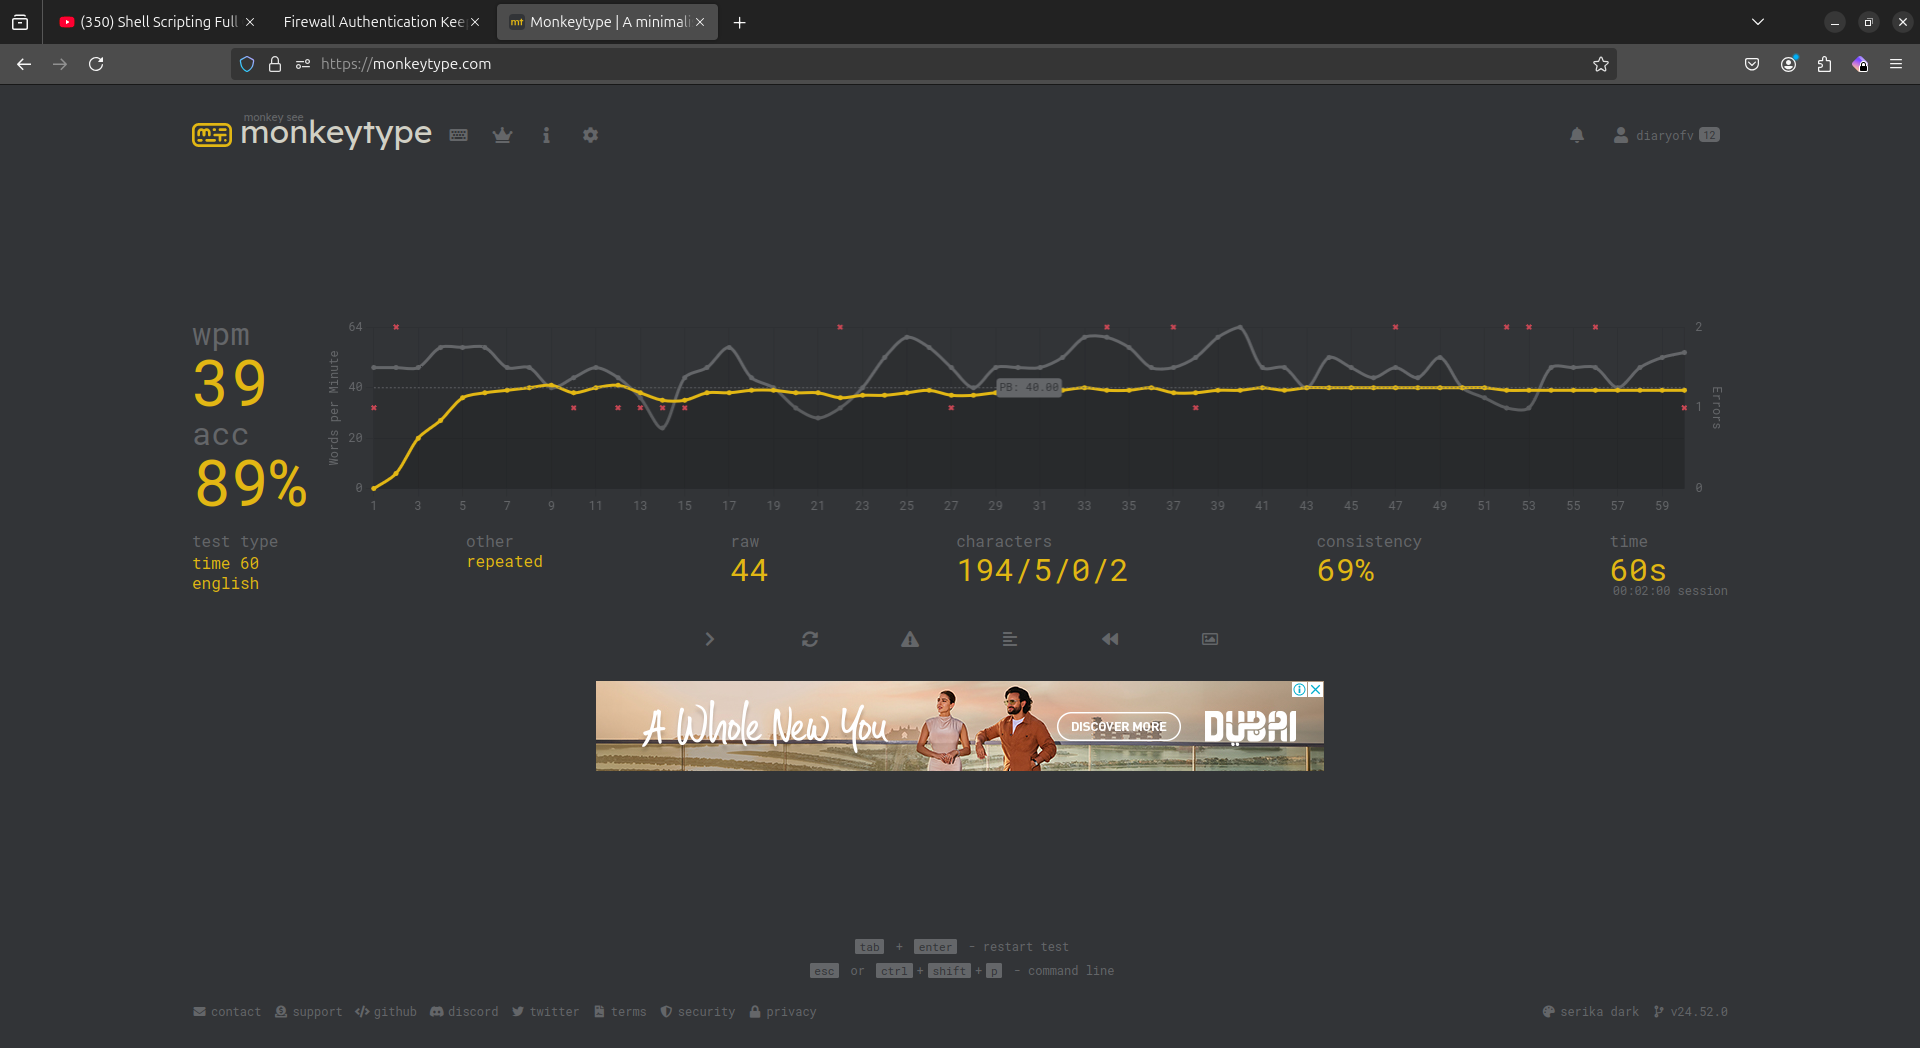 (350) Shell Scripting Full
Firewall Authentication Kee
Monkeytype | A minimali
https://monkeytype.com
monkey see
monkeytype
diaryofv 12
wpm
39
acc
89%
Words per Minute
64
40
20
0
PB: 40.00
2
1
0
Errors
1 3 5 7 9 11 13 15 17 19 21 23 25 27 29 31 33 35 37 39 41 43 45 47 49 51 53 55 57 59
test type
time 60
english
other
repeated
raw
44
characters
194/5/0/2
consistency
69%
time
60s
00:02:00 session
A Whole New You
DISCOVER MORE
DUBAI
tab + enter - restart test
esc or ctrl + shift + p - command line
contact support github discord twitter terms security privacy
serika dark v24.52.0